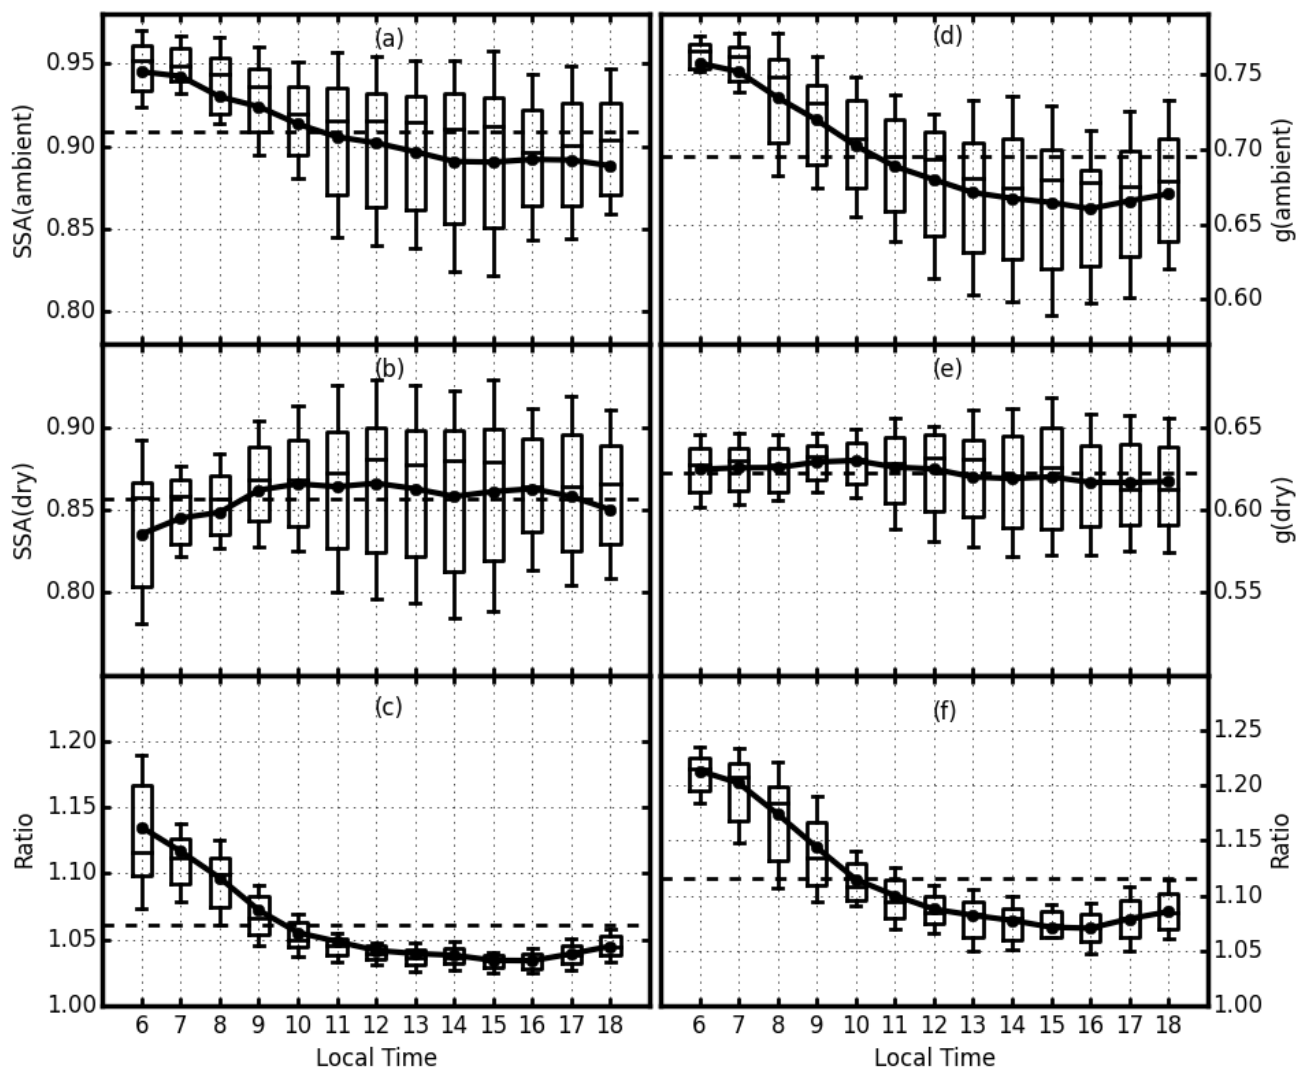 (a)
SSA(ambient)
0.95
0.90
0.85
0.80
(d)
g(ambient)
0.75
0.70
0.65
0.60
(b)
SSA(dry)
0.90
0.85
0.80
(e)
g(dry)
0.65
0.60
0.55
(c)
Ratio
1.20
1.15
1.10
1.05
1.00
6 7 8 9 10 11 12 13 14 15 16 17 18
Local Time
(f)
Ratio
1.25
1.20
1.15
1.10
1.05
1.00
6 7 8 9 10 11 12 13 14 15 16 17 18
Local Time